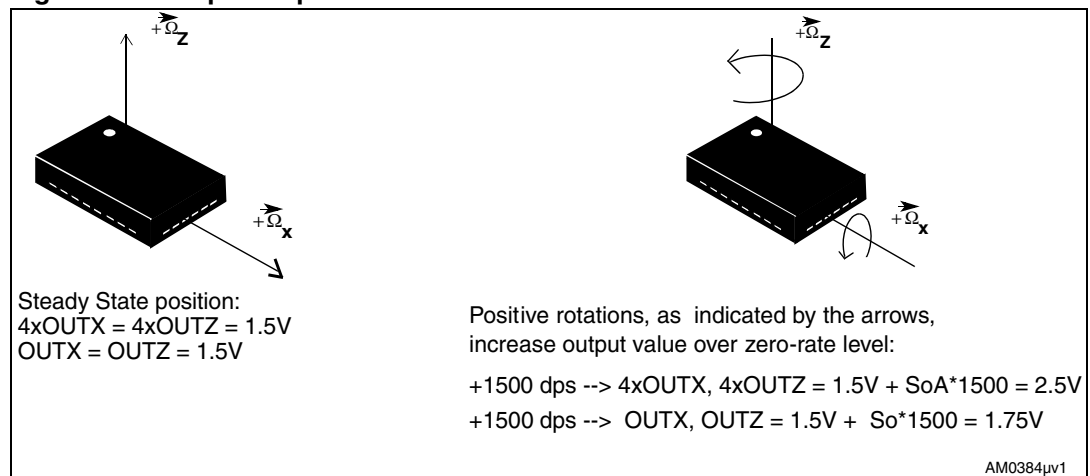 +Ω
Z
+Ω
x
Steady State position:
4xOUTX = 4xOUTZ = 1.5V
OUTX = OUTZ = 1.5V
+Ω
Z
+Ω
x
Positive rotations, as indicated by the arrows,
increase output value over zero-rate level:
+1500 dps --> 4xOUTX, 4xOUTZ = 1.5V + SoA*1500 = 2.5V
+1500 dps --> OUTX, OUTZ = 1.5V + So*1500 = 1.75V
AM0384µv1